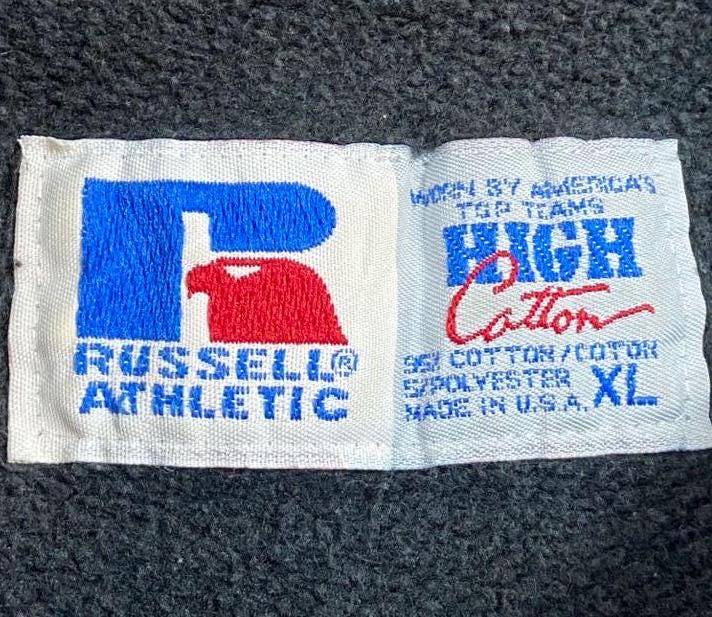 RUSSELL®
ATHLETIC
WORN BY AMERICA'S
TOP TEAMS
HIGH
Cotton
95% COTTON/COTON
5%POLYESTER
MADE IN U.S.A. XL